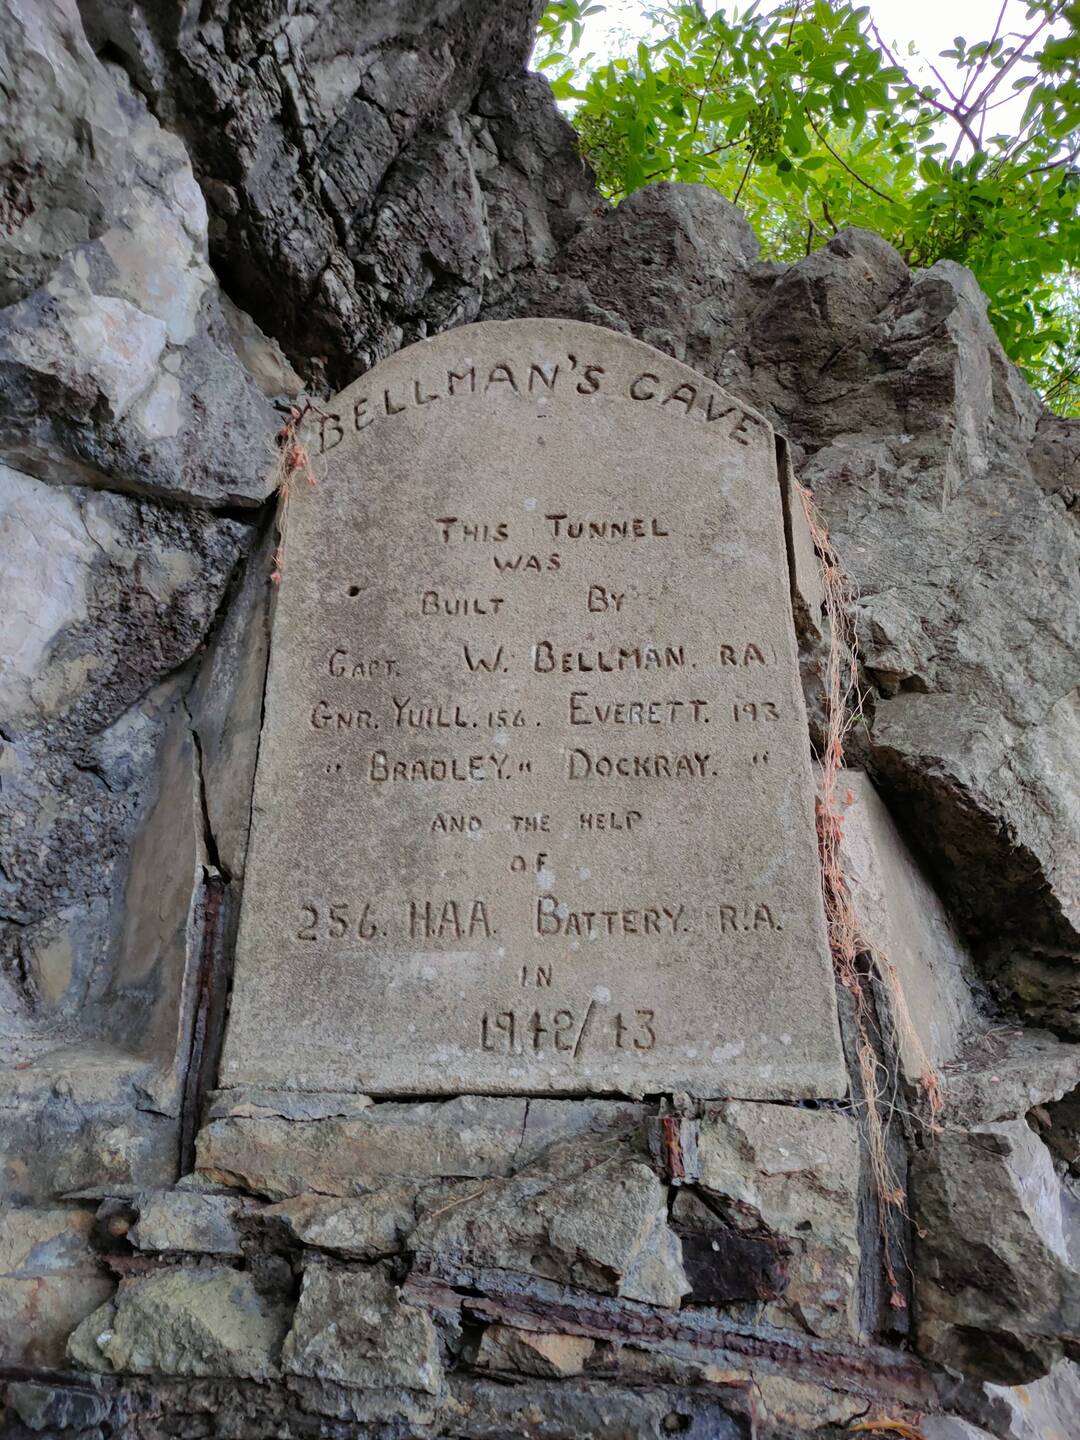 BELLMAN'S CAVE
THIS TUNNEL
WAS
BUILT BY
CAPT. W. BELLMAN. RA
GNR. YUILL. 156. EVERETT. 193
" BRADLEY. " DOCKRAY. "
AND THE HELP
OF
256. H.A.A. BATTERY. R.A.
IN
1942/43